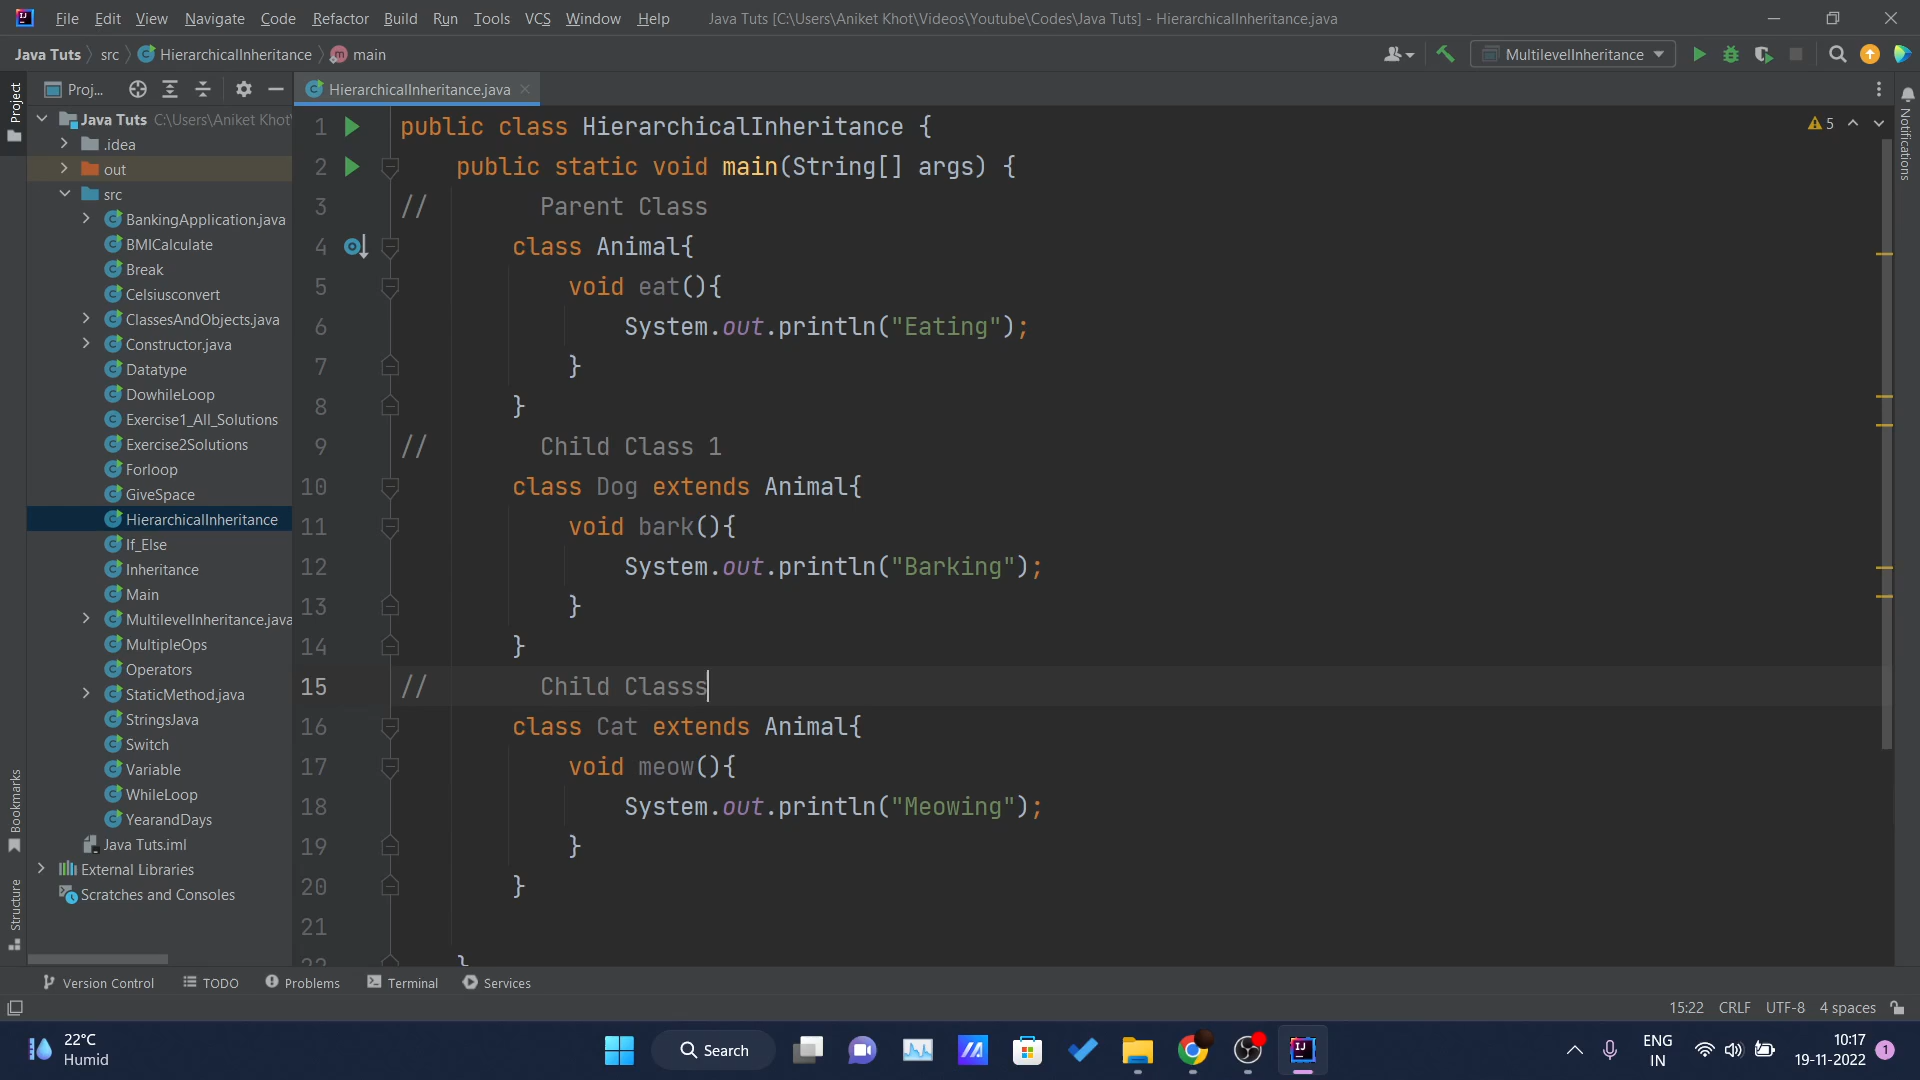 File Edit View Navigate Code Refactor Build Run Tools VCS Window Help Java Tuts [C:\Users\Aniket Khot\Videos\Youtube\Codes\Java Tuts] - HierarchicalInheritance.java
Java Tuts src HierarchicalInheritance main MultilevelInheritance
Project
Proj...
HierarchicalInheritance.java
Java Tuts C:\Users\Aniket Khot\
.idea
out
src
BankingApplication.java
BMICalculate
Break
Celsiusconvert
ClassesAndObjects.java
Constructor.java
Datatype
DowhileLoop
Exercise1_All_Solutions
Exercise2Solutions
Forloop
GiveSpace
HierarchicalInheritance
If_Else
Inheritance
Main
MultilevelInheritance.java
MultipleOps
Operators
StaticMethod.java
StringsJava
Switch
Variable
WhileLoop
YearandDays
Java Tuts.iml
External Libraries
Scratches and Consoles
Bookmarks
Structure
1 public class HierarchicalInheritance {
2 public static void main(String[] args) {
3 // Parent Class
4 class Animal{
5 void eat(){
6 System.out.println("Eating");
7 }
8 }
9 // Child Class 1
10 class Dog extends Animal{
11 void bark(){
12 System.out.println("Barking");
13 }
14 }
15 // Child Classs
16 class Cat extends Animal{
17 void meow(){
18 System.out.println("Meowing");
19 }
20 }
21
22 }
5
Notifications
Version Control TODO Problems Terminal Services
15:22 CRLF UTF-8 4 spaces
22°C
Humid
Search
ENG
IN
10:17
19-11-2022
1